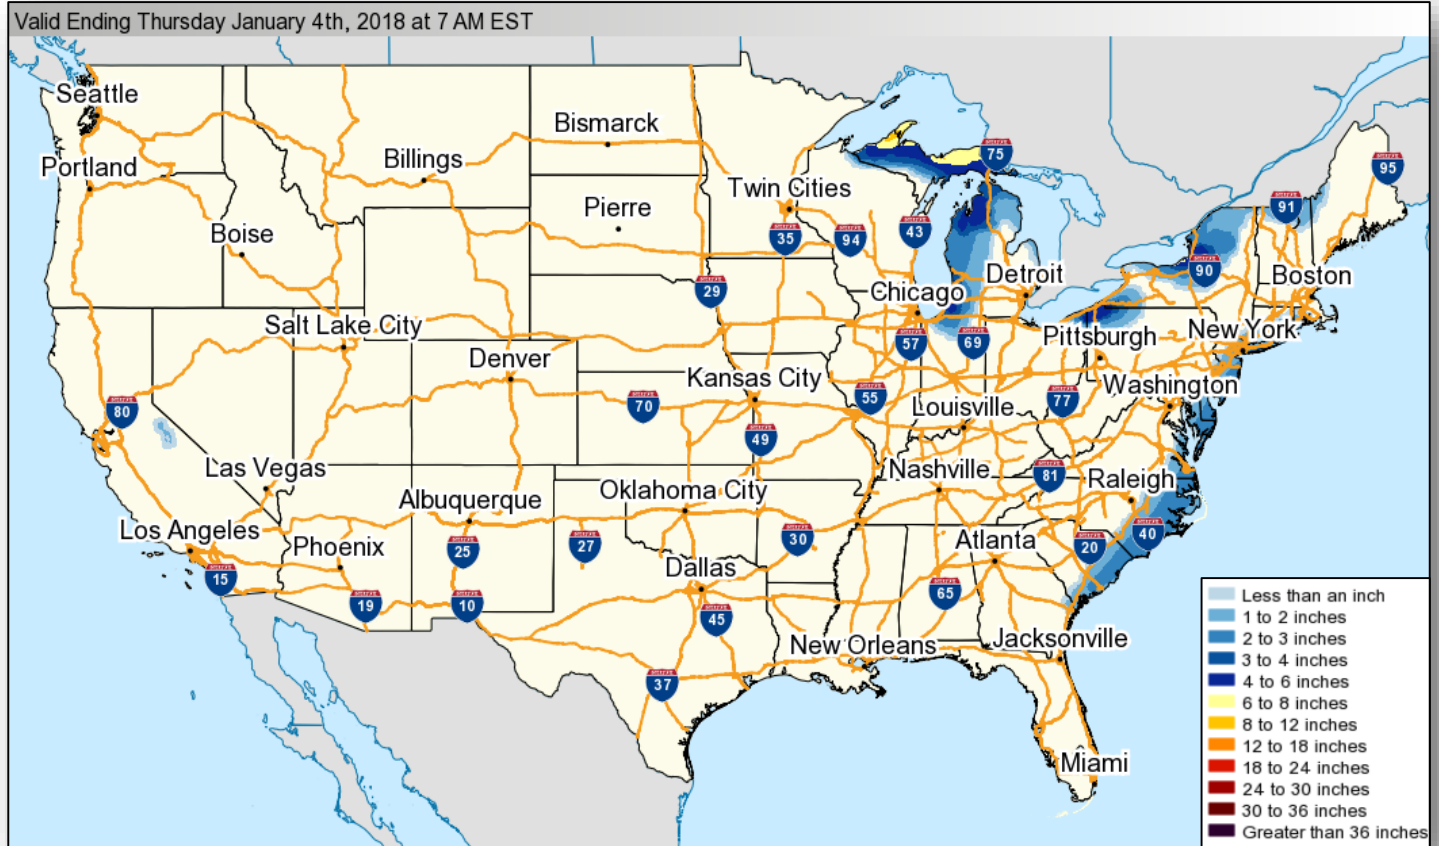 Valid Ending Thursday January 4th, 2018 at 7 AM EST
Seattle
Bismarck
Portland
Billings
75
95
Twin Cities
Pierre
91
Boise
35
94
43
90
Boston
Detroit
29
Chicago
Salt Lake City
57
69
Pittsburgh
New York
Denver
Kansas City
Washington
80
70
55
Louisville
77
49
Las Vegas
Nashville
81
Raleigh
Albuquerque
Oklahoma City
Los Angeles
Phoenix
25
27
30
Atlanta
20
40
15
Dallas
19
10
45
65
New Orleans
Jacksonville
37
Miami
Less than an inch
1 to 2 inches
2 to 3 inches
3 to 4 inches
4 to 6 inches
6 to 8 inches
8 to 12 inches
12 to 18 inches
18 to 24 inches
24 to 30 inches
30 to 36 inches
Greater than 36 inches